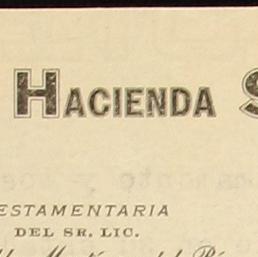 HACIENDA S
ESTAMENTARIA
DEL SR. LIC.